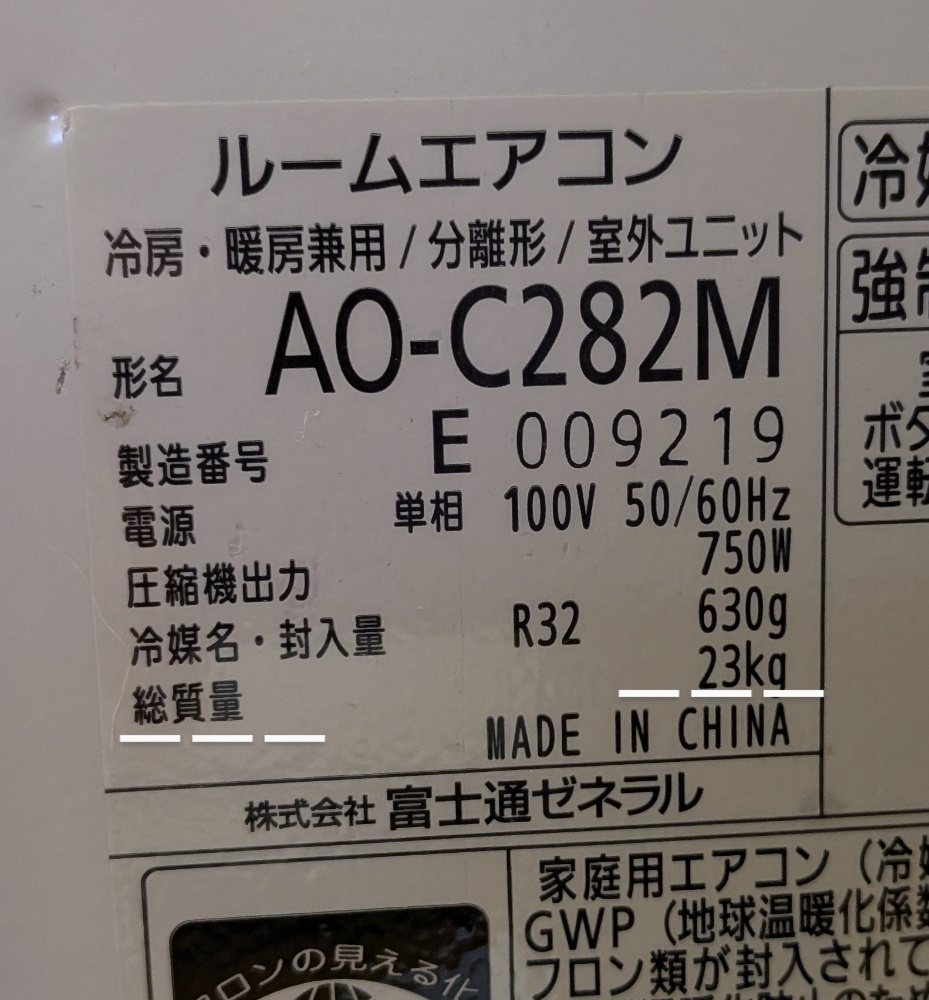 ルームエアコン
冷房・暖房兼用 / 分離形 / 室外ユニット
形名 AO-C282M
製造番号 E 009219
電源 単相 100V 50/60Hz
圧縮機出力 750W
冷媒名・封入量 R32 630g
総質量 23kg
MADE IN CHINA
株式会社 富士通ゼネラル
冷
強
ボタ
運転
家庭用エアコン（冷
GWP（地球温暖化係数
フロン類が封入されて
フロンの見える化